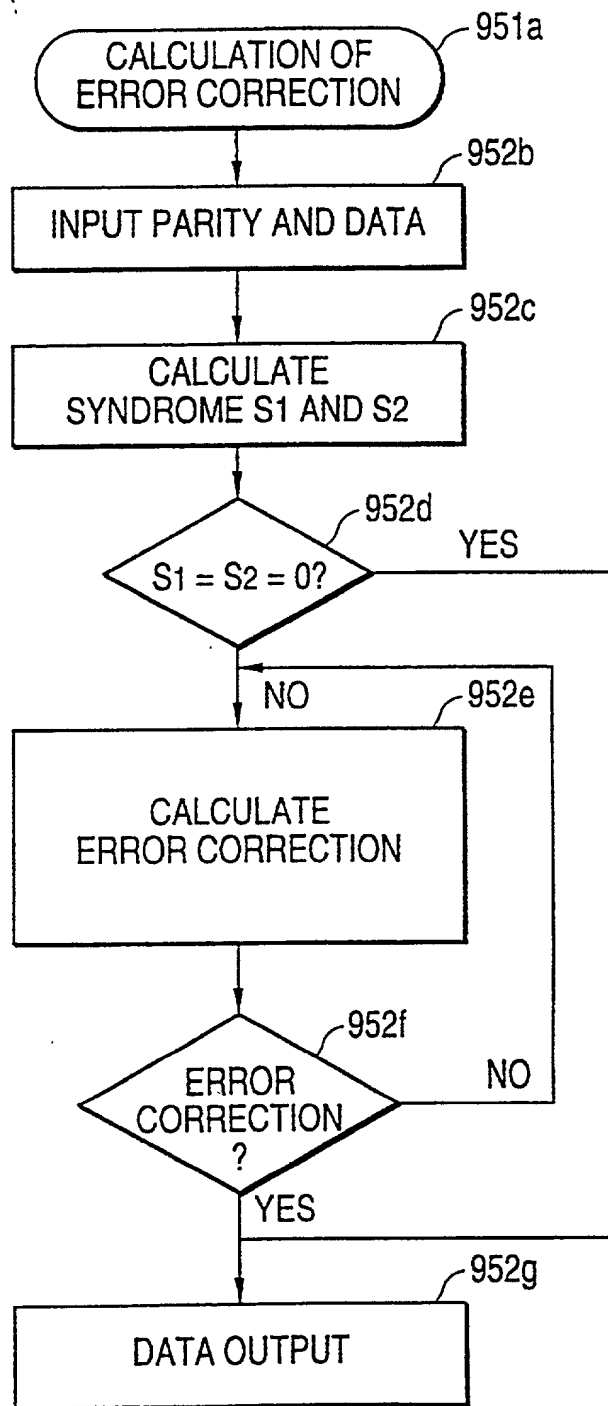 951a
CALCULATION OF
ERROR CORRECTION
952b
INPUT PARITY AND DATA
952c
CALCULATE
SYNDROME S1 AND S2
952d
S1 = S2 = 0?
YES
NO
952e
CALCULATE
ERROR CORRECTION
952f
ERROR
CORRECTION
?
NO
YES
952g
DATA OUTPUT